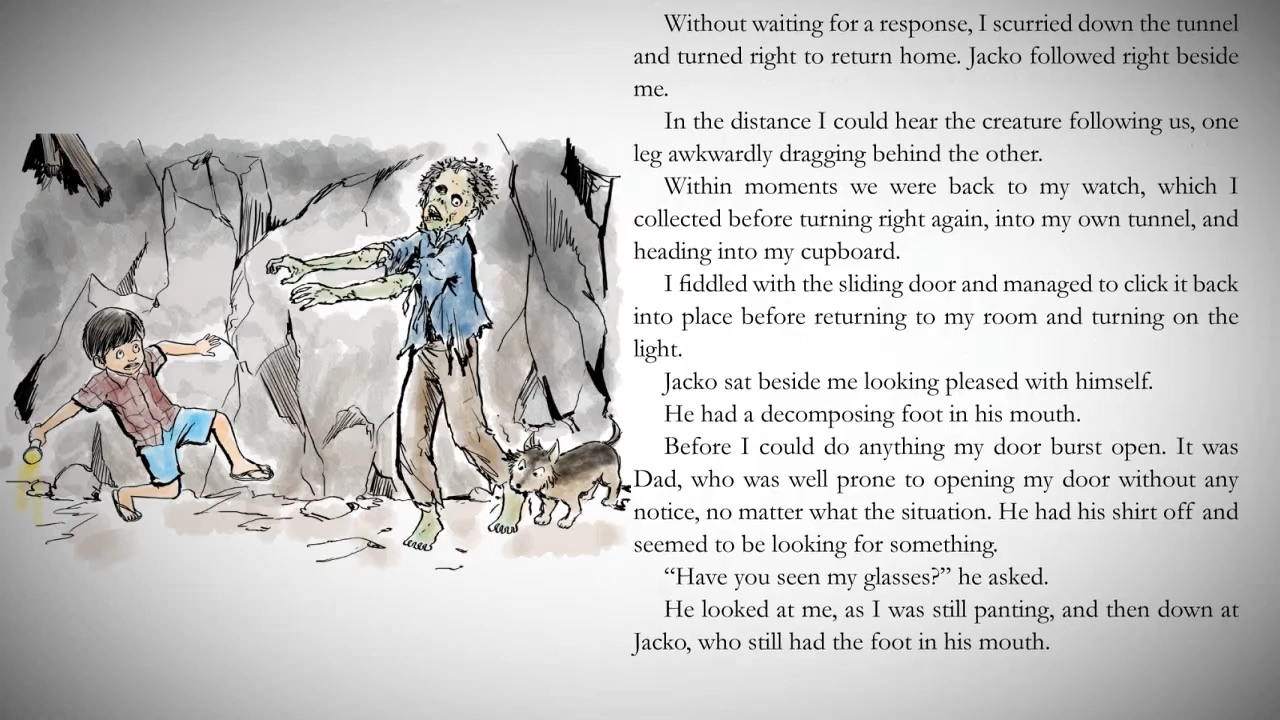 Without waiting for a response, I scurried down the tunnel
and turned right to return home. Jacko followed right beside
me.
In the distance I could hear the creature following us, one
leg awkwardly dragging behind the other.
Within moments we were back to my watch, which I
collected before turning right again, into my own tunnel, and
heading into my cupboard.
I fiddled with the sliding door and managed to click it back
into place before returning to my room and turning on the
light.
Jacko sat beside me looking pleased with himself.
He had a decomposing foot in his mouth.
Before I could do anything my door burst open. It was
Dad, who was well prone to opening my door without any
notice, no matter what the situation. He had his shirt off and
seemed to be looking for something.
“Have you seen my glasses?” he asked.
He looked at me, as I was still panting, and then down at
Jacko, who still had the foot in his mouth.